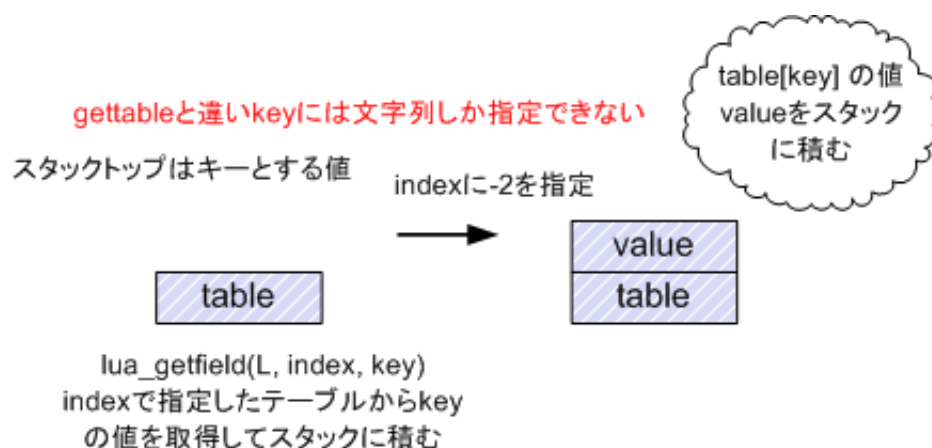 table[key] の値
valueをスタック
に積む
gettableと違いkeyには文字列しか指定できない
スタックトップはキーとする値
indexに-2を指定
value
table
table
lua_getfield(L, index, key)
indexで指定したテーブルからkey
の値を取得してスタックに積む